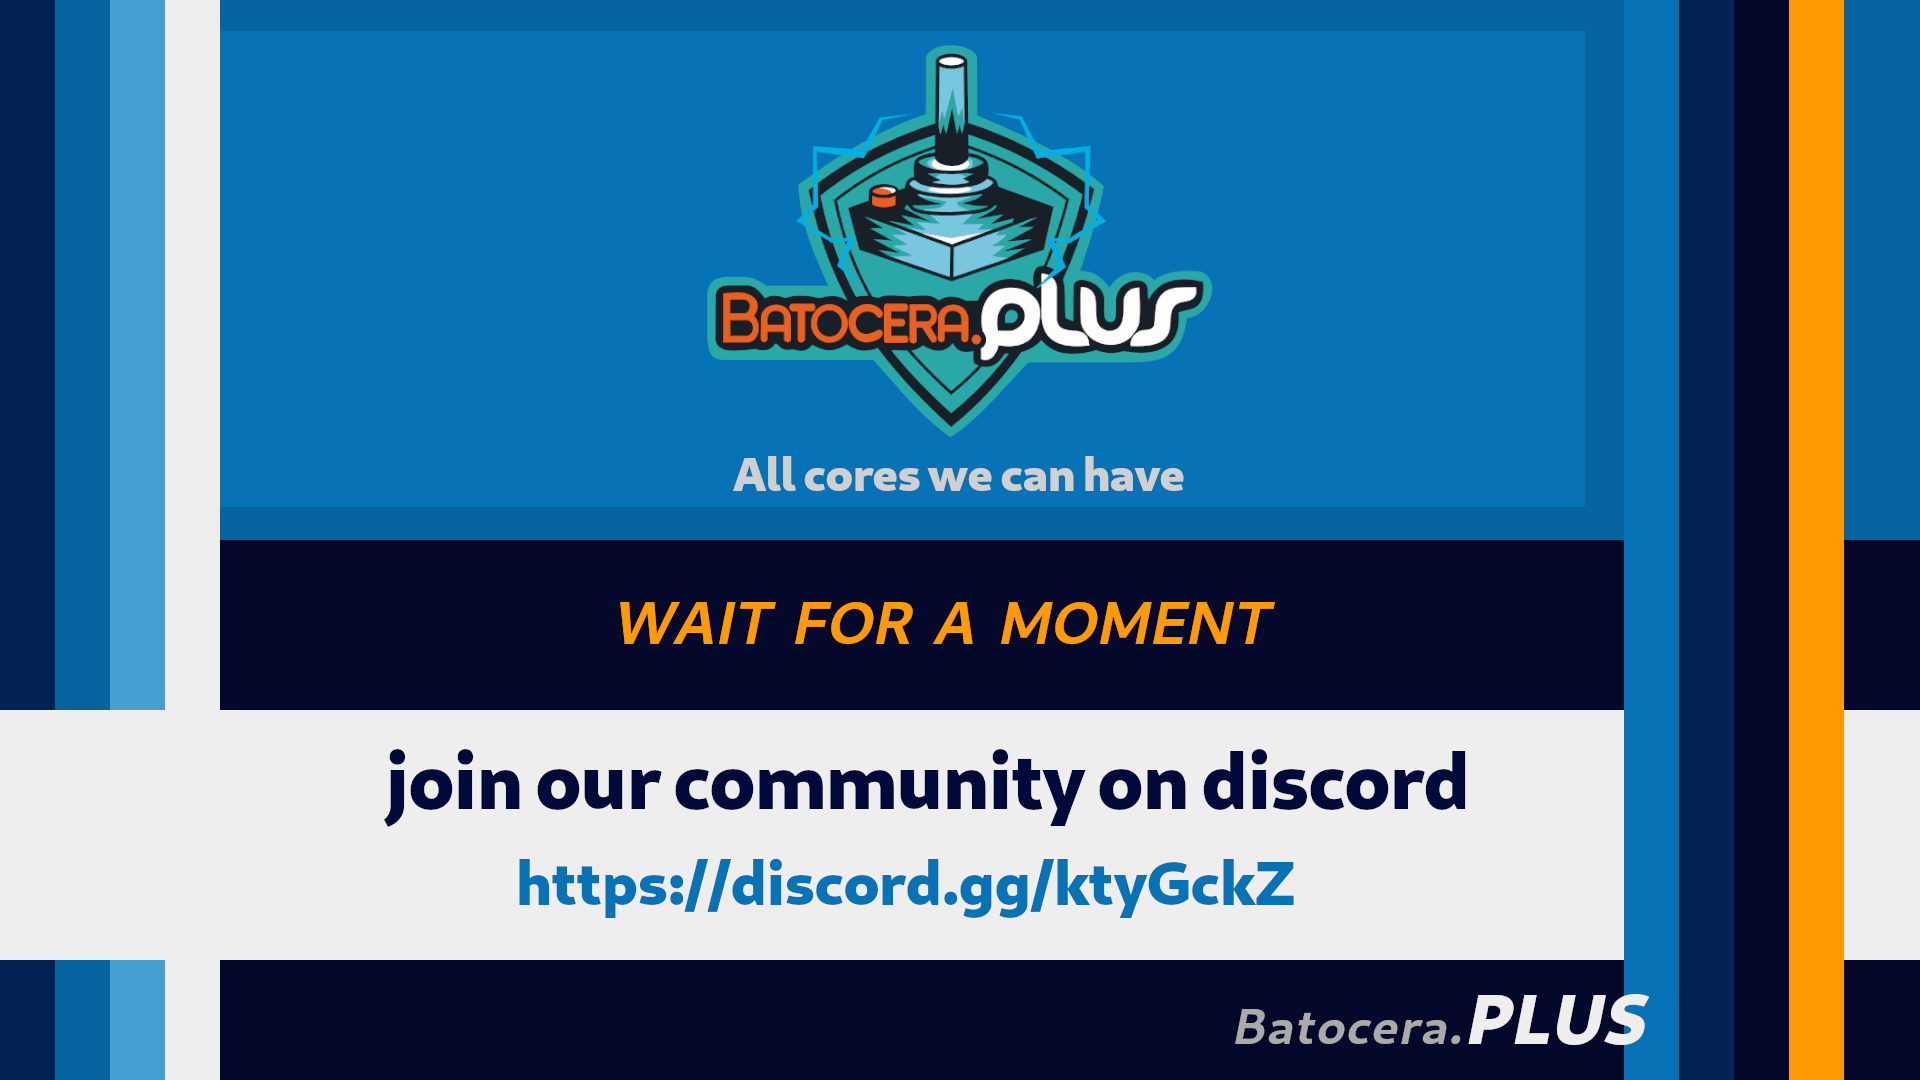 BATOCERA.PLUS
All cores we can have
WAIT FOR A MOMENT
join our community on discord
https://discord.gg/ktyGckZ
Batocera.PLUS